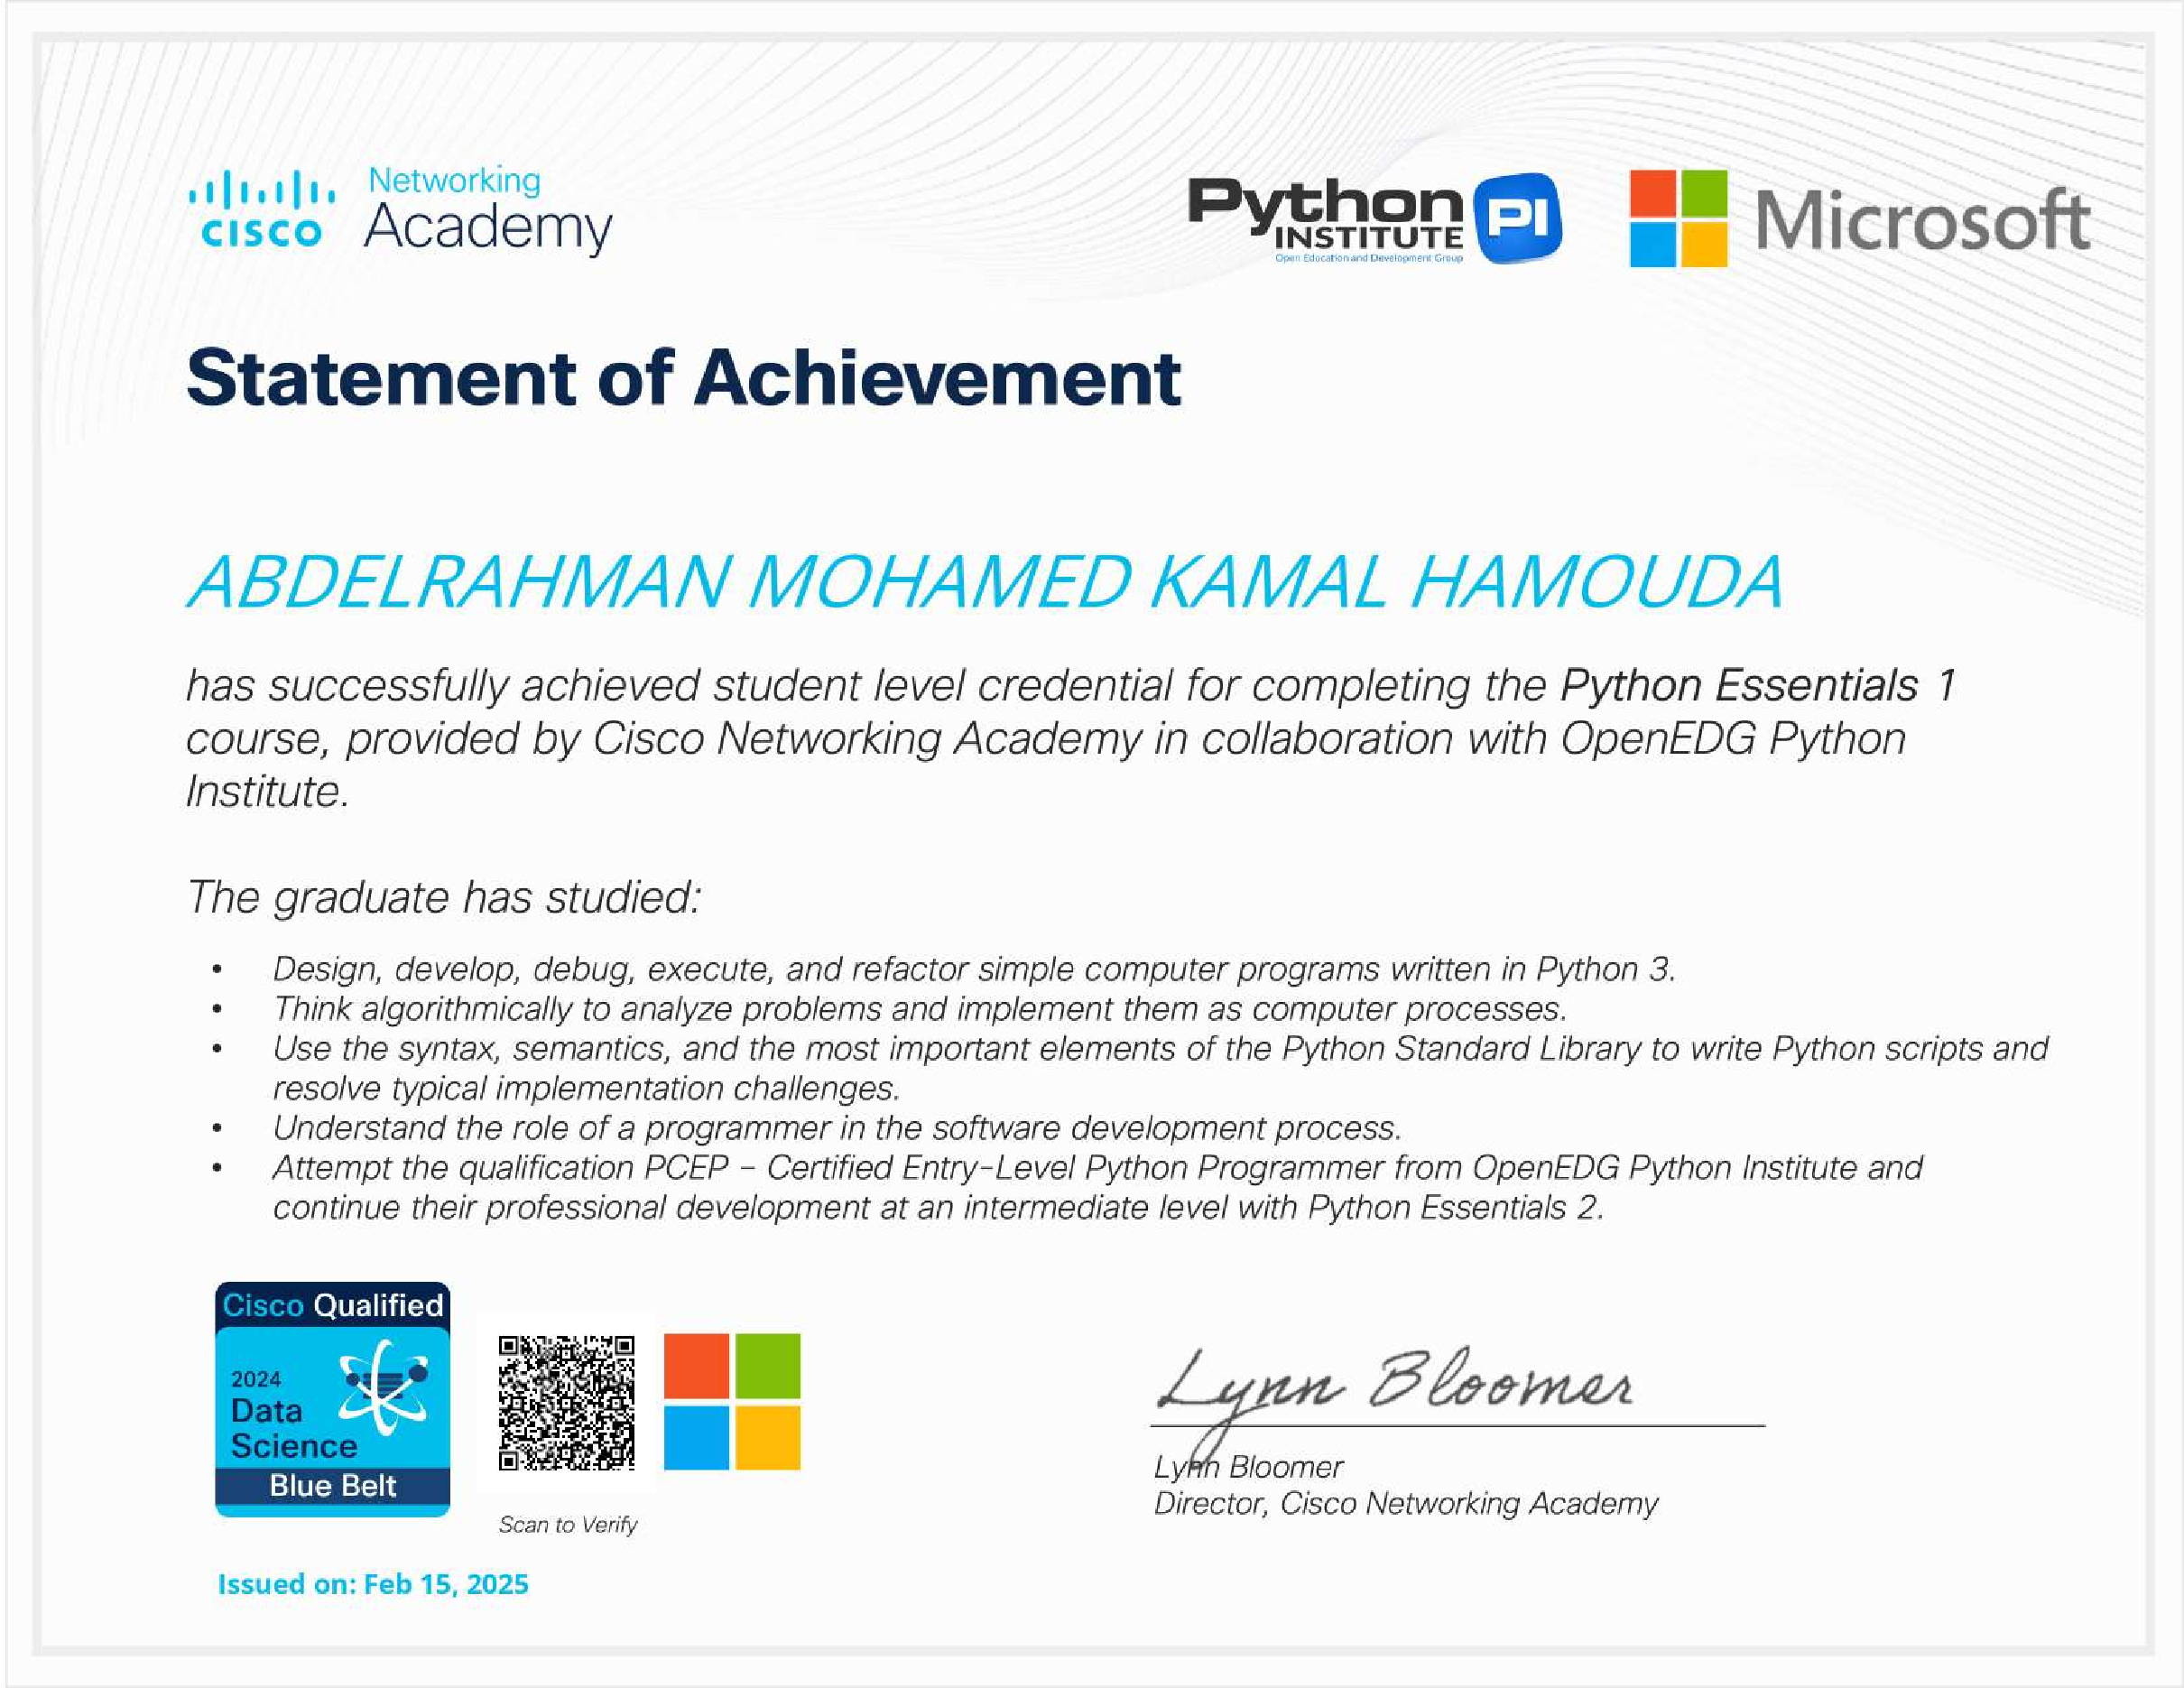 Networking
cisco Academy
Python
INSTITUTE
Open Education and Development Group
PI
Microsoft
Statement of Achievement
ABDELRAHMAN MOHAMED KAMAL HAMOUDA
has successfully achieved student level credential for completing the Python Essentials 1
course, provided by Cisco Networking Academy in collaboration with OpenEDG Python
Institute.
The graduate has studied:
• Design, develop, debug, execute, and refactor simple computer programs written in Python 3.
• Think algorithmically to analyze problems and implement them as computer processes.
• Use the syntax, semantics, and the most important elements of the Python Standard Library to write Python scripts and
resolve typical implementation challenges.
• Understand the role of a programmer in the software development process.
• Attempt the qualification PCEP – Certified Entry-Level Python Programmer from OpenEDG Python Institute and
continue their professional development at an intermediate level with Python Essentials 2.
Cisco Qualified
2024
Data
Science
Blue Belt
Scan to Verify
Issued on: Feb 15, 2025
Lynn Bloomer
Lynn Bloomer
Director, Cisco Networking Academy